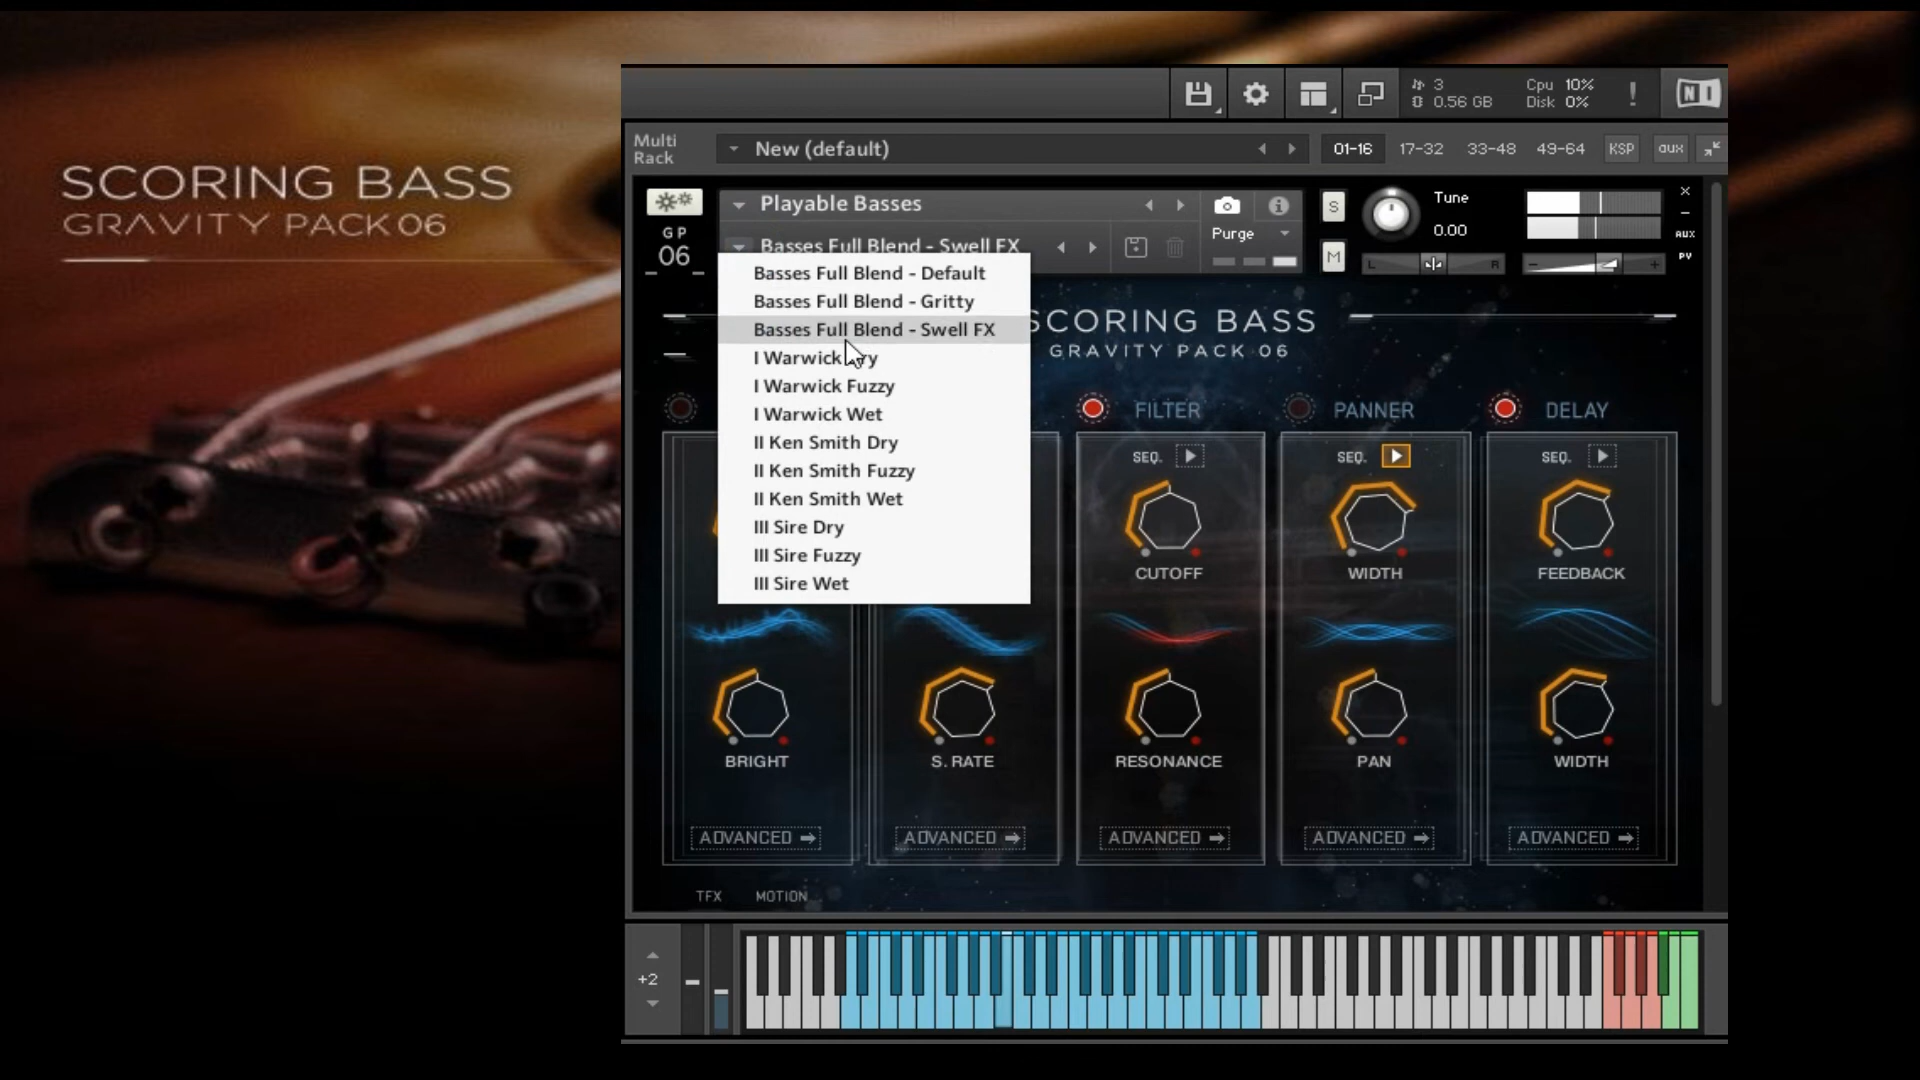 SCORING BASS
GRAVITY PACK 06
3
0.56 GB
Cpu 10%
Disk 0%
!
NI
Multi
Rack
New (default)
01-16
17-32
33-48
49-64
KSP
aux
GP
06
Playable Basses
Basses Full Blend - Swell FX
Purge
S
M
Tune
0.00
L
R
-
+
x
-
AUX
PV
Basses Full Blend - Default
Basses Full Blend - Gritty
Basses Full Blend - Swell FX
I Warwick Dry
I Warwick Fuzzy
I Warwick Wet
II Ken Smith Dry
II Ken Smith Fuzzy
II Ken Smith Wet
III Sire Dry
III Sire Fuzzy
III Sire Wet
SCORING BASS
GRAVITY PACK 06
FILTER
PANNER
DELAY
SEQ.
SEQ.
SEQ.
CUTOFF
WIDTH
FEEDBACK
BRIGHT
S. RATE
RESONANCE
PAN
WIDTH
ADVANCED
ADVANCED
ADVANCED
ADVANCED
ADVANCED
TFX
MOTION
+2